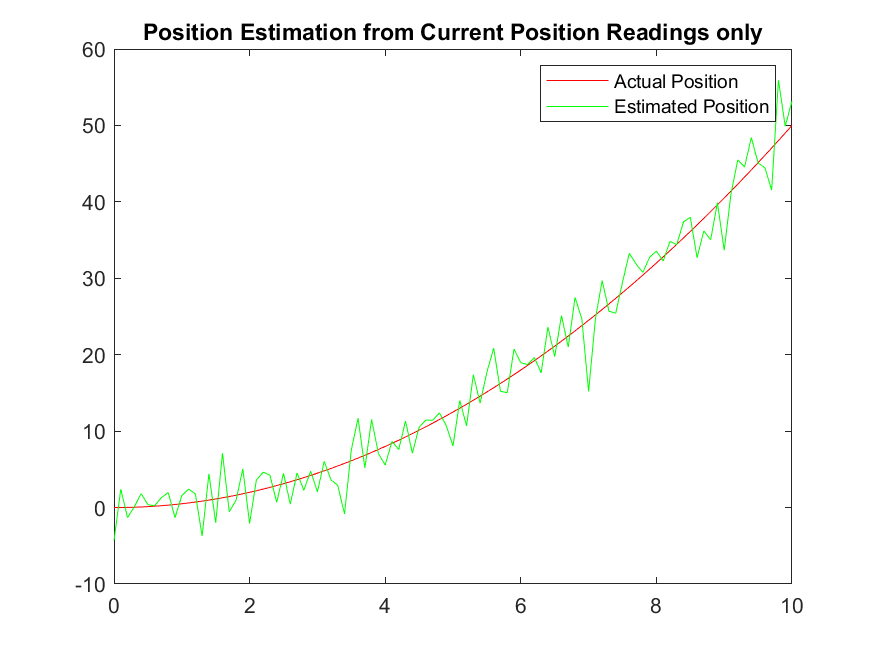 Position Estimation from Current Position Readings only
60
50
40
30
20
10
0
-10
0 2 4 6 8 10
Actual Position
Estimated Position